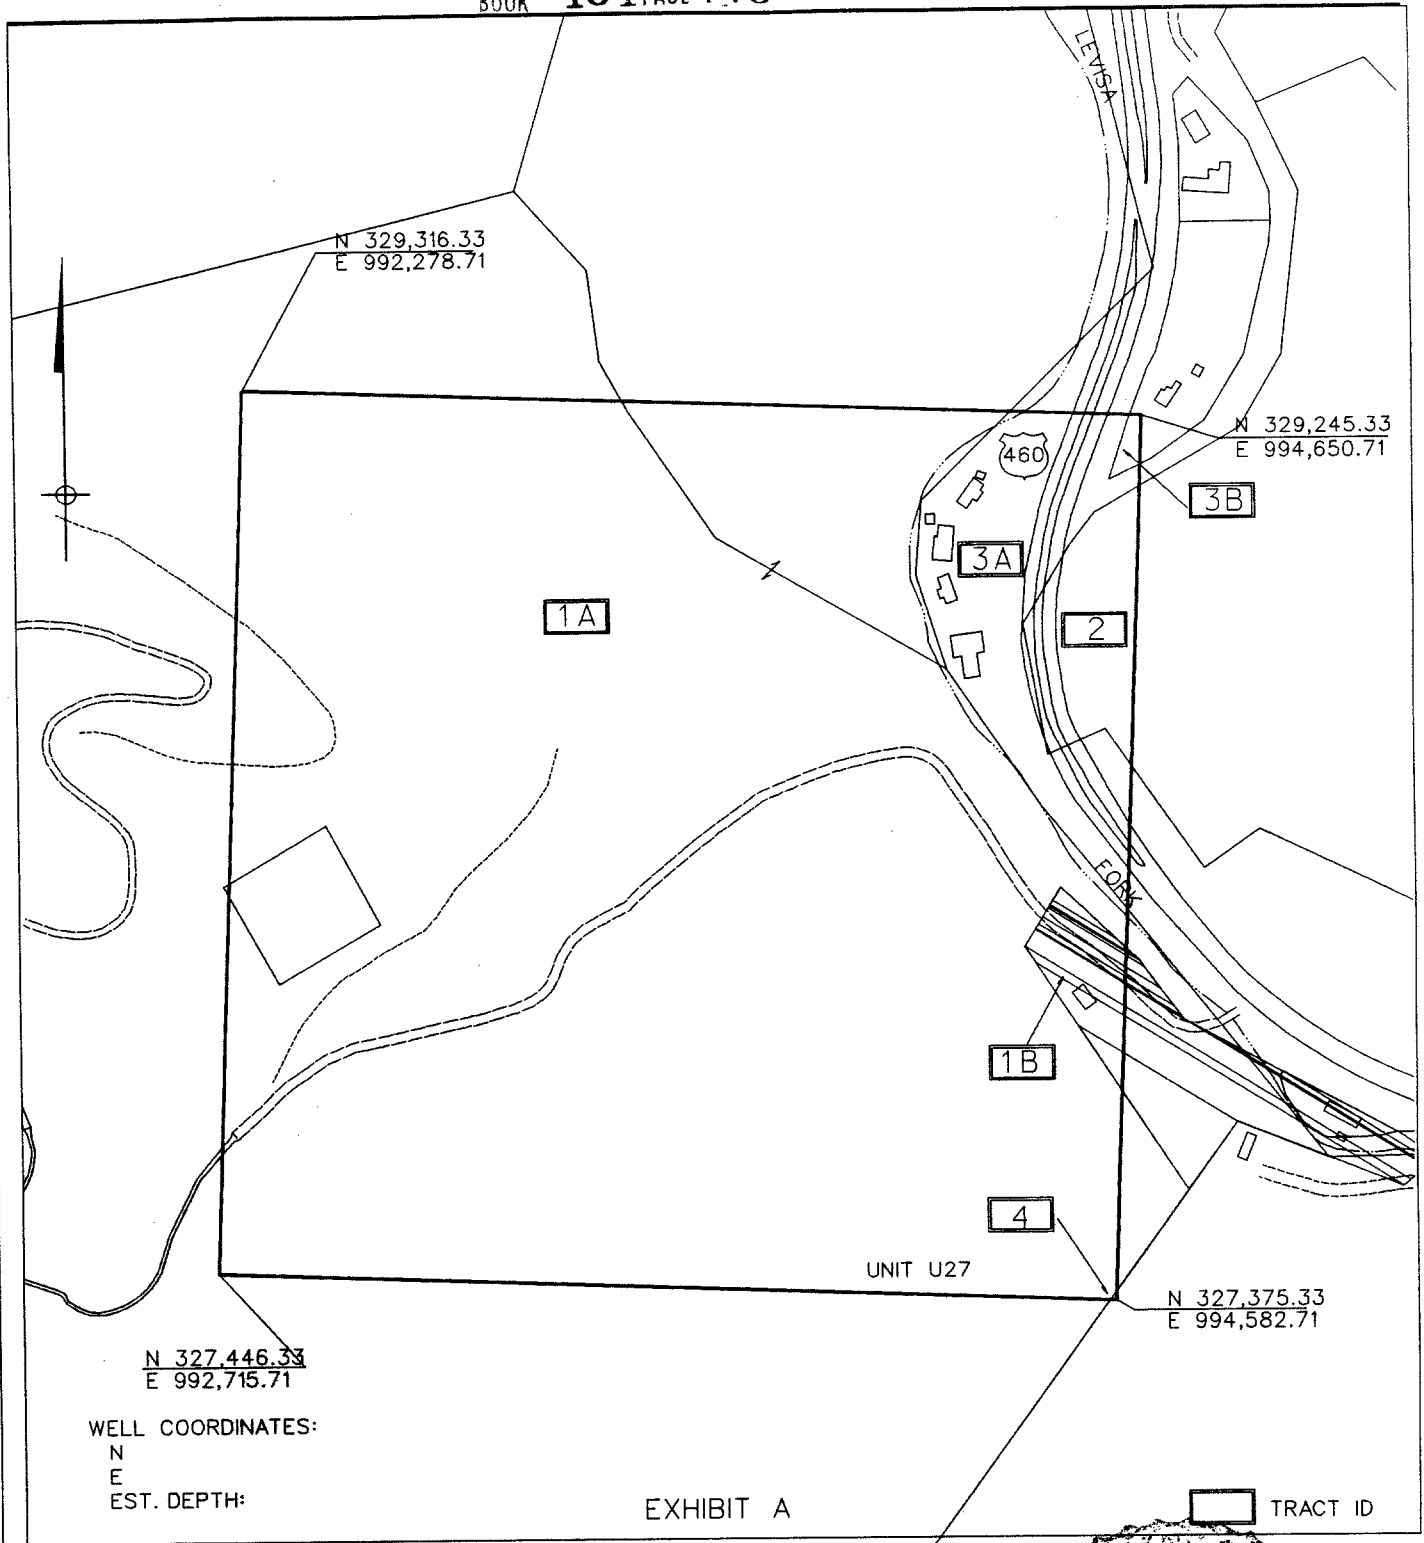 BOOK
LEVISA
N 329,316.33
E 992,278.71
N 329,245.33
E 994,650.71
460
3B
3A
1A
2
FORK
1B
4
UNIT U27
N 327,375.33
E 994,582.71
N 327,446.33
E 992,715.71
WELL COORDINATES:
N
E
EST. DEPTH:
EXHIBIT A
TRACT ID